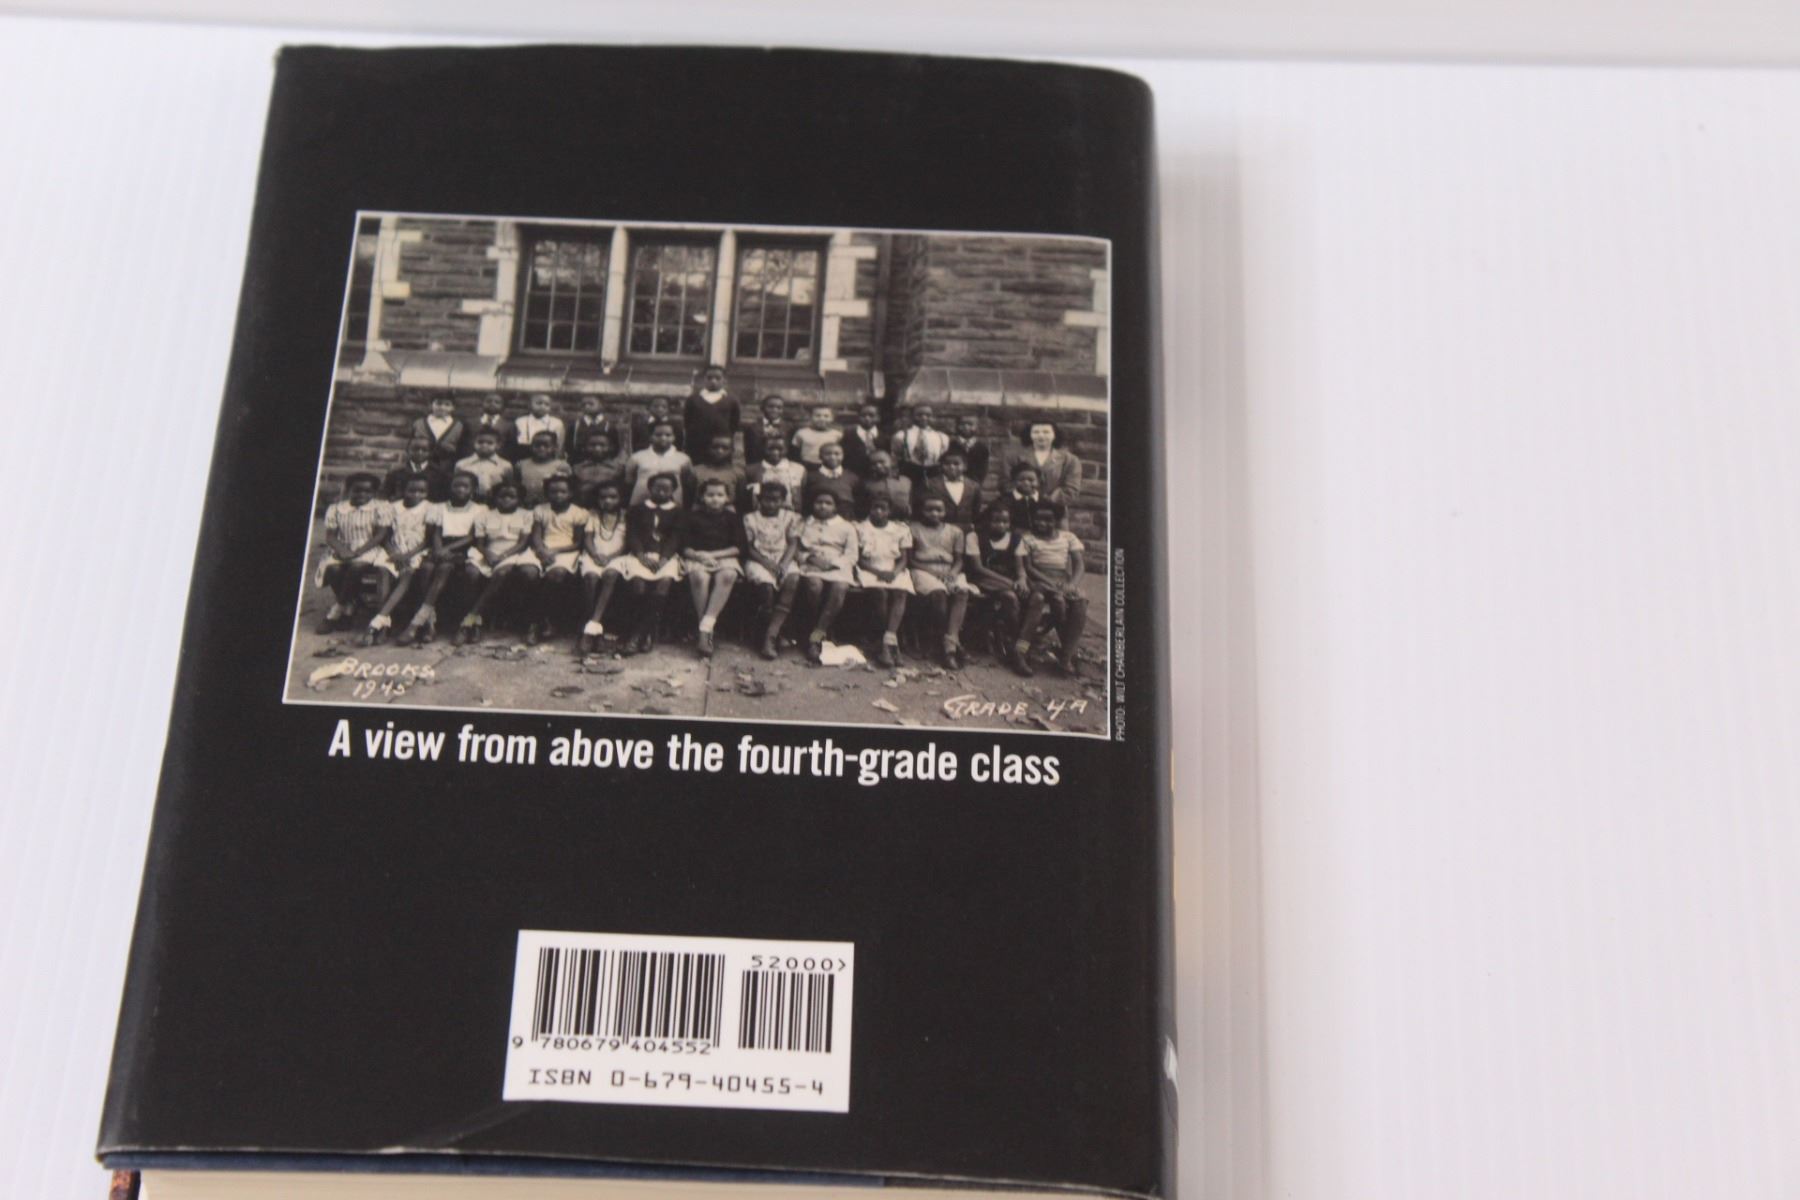 BROOKS
1945
GRADE 4A
PHOTO: WILT CHAMBERLAIN COLLECTION
A view from above the fourth-grade class
52000>
9 780679 404552
ISBN 0-679-40455-4